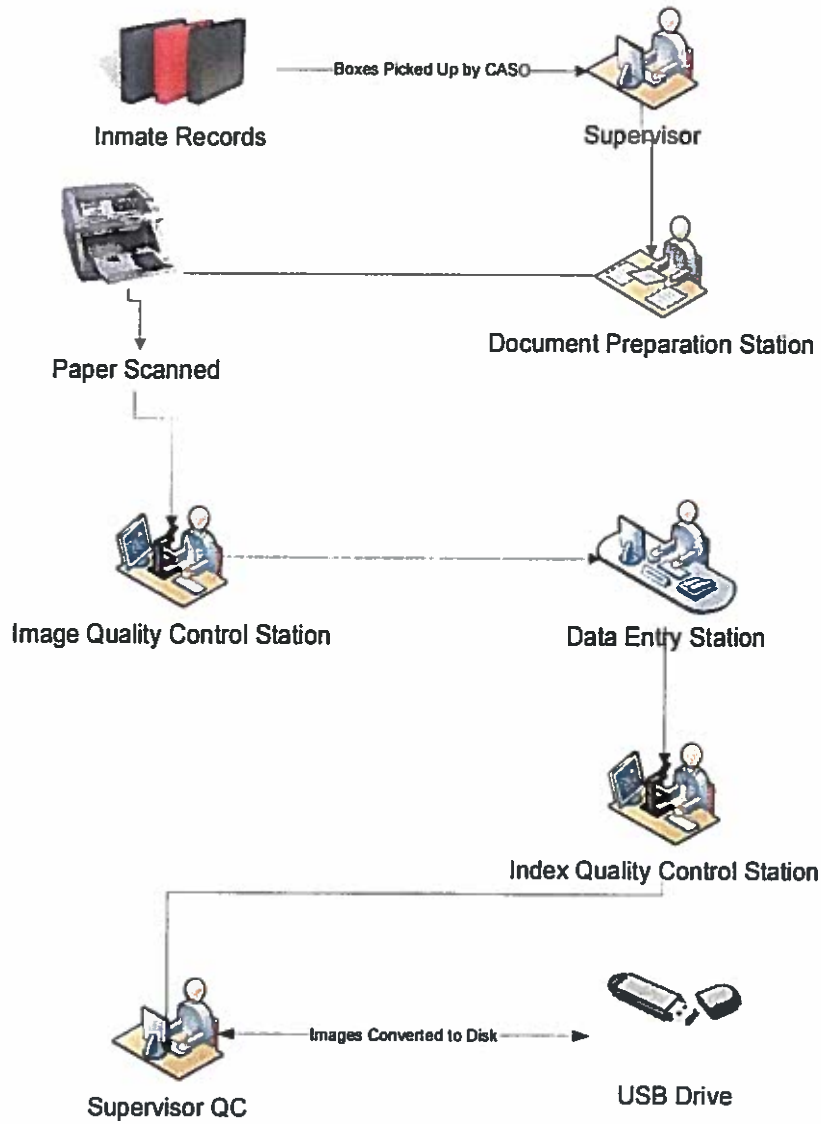 Boxes Picked Up by CASO
Inmate Records
Supervisor
Document Preparation Station
Paper Scanned
Image Quality Control Station
Data Entry Station
Index Quality Control Station
Images Converted to Disk
Supervisor QC
USB Drive